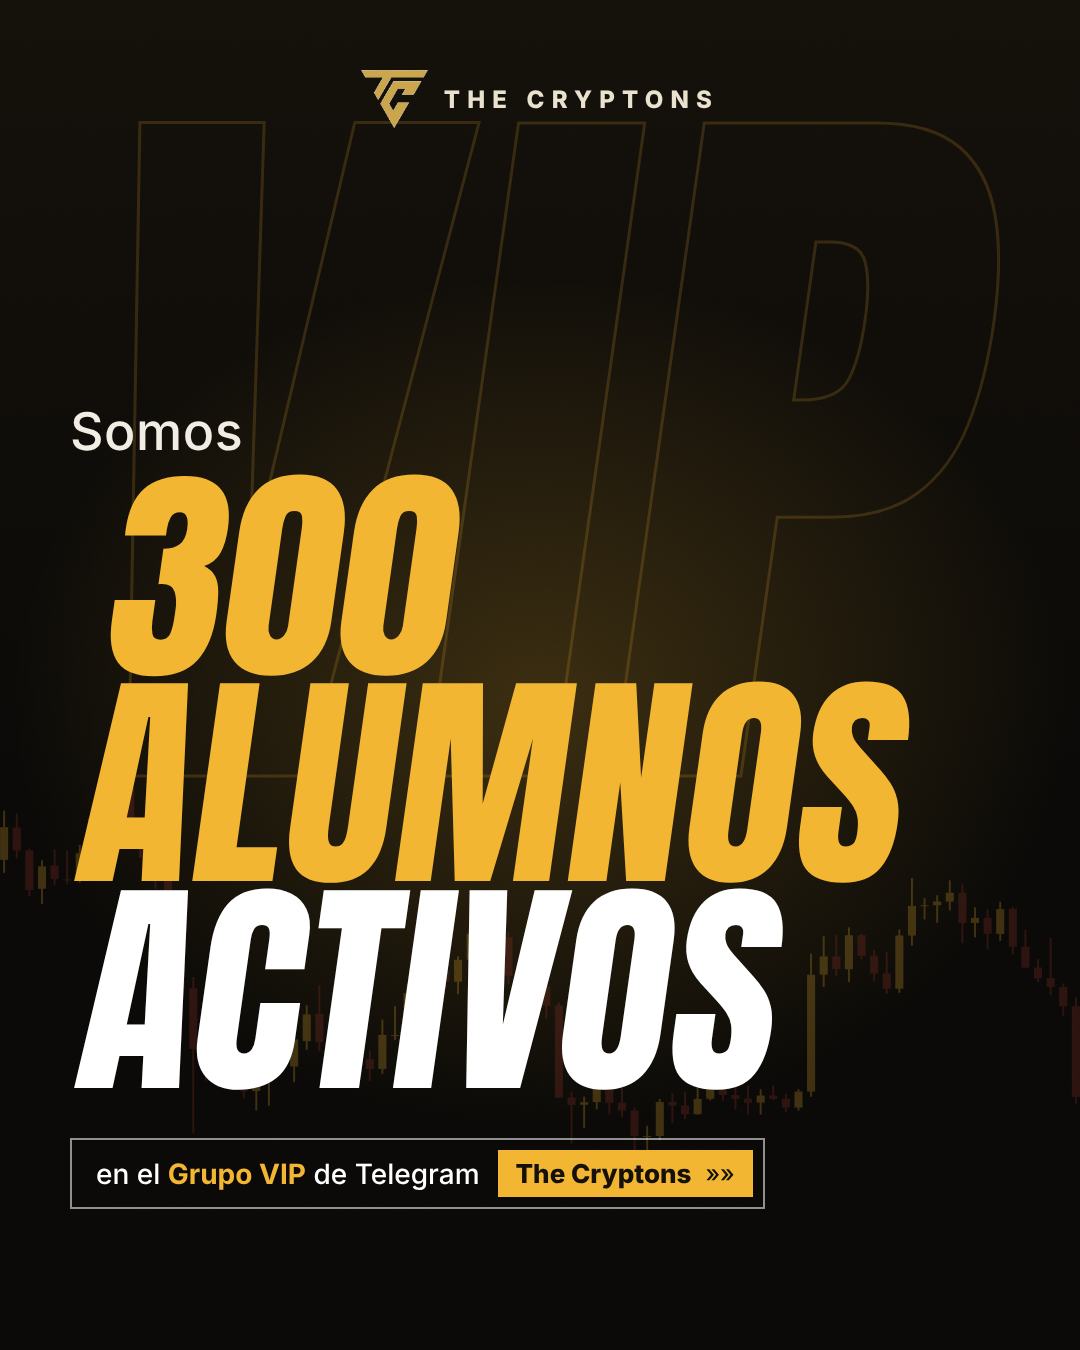 THE CRYPTONS
VIP
Somos
300
ALUMNOS
ACTIVOS
en el Grupo VIP de Telegram The Cryptons »»